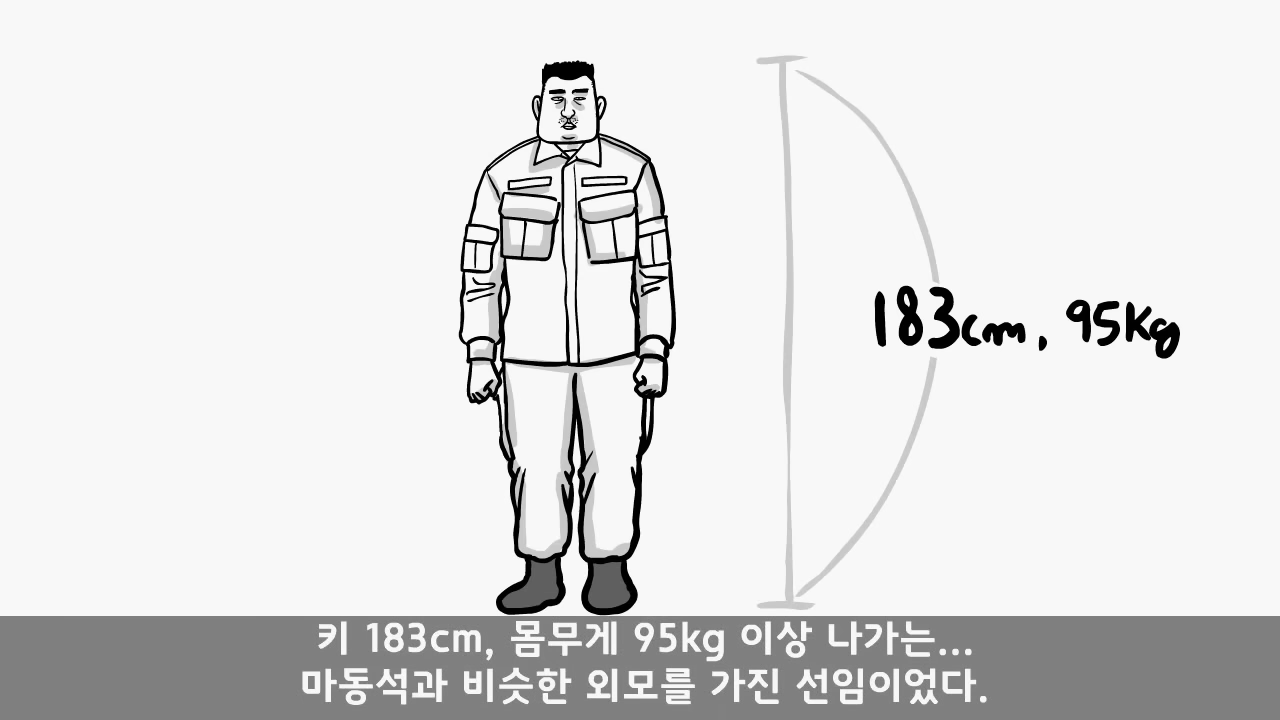 183cm, 95kg
키 183cm, 몸무게 95kg 이상 나가는...
마동석과 비슷한 외모를 가진 선임이었다.